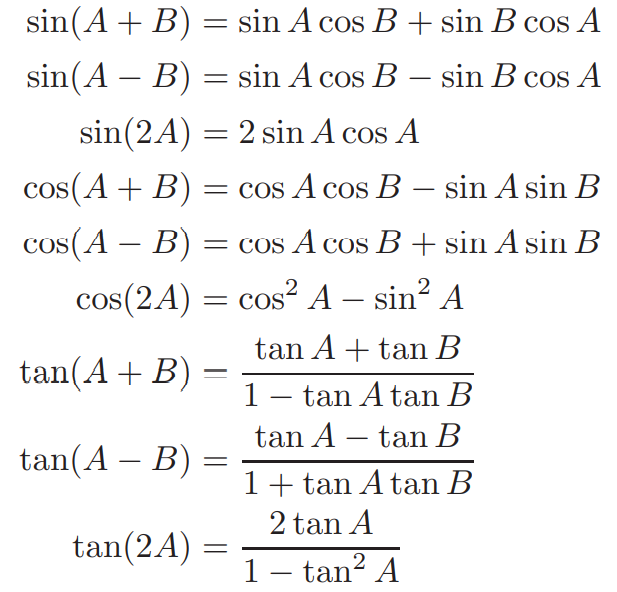 sin(A + B) = sin A cos B + sin B cos A
sin(A − B) = sin A cos B − sin B cos A
sin(2A) = 2 sin A cos A
cos(A + B) = cos A cos B − sin A sin B
cos(A − B) = cos A cos B + sin A sin B
cos(2A) = cos² A − sin² A
tan(A + B) = (tan A + tan B) / (1 − tan A tan B)
tan(A − B) = (tan A − tan B) / (1 + tan A tan B)
tan(2A) = (2 tan A) / (1 − tan² A)